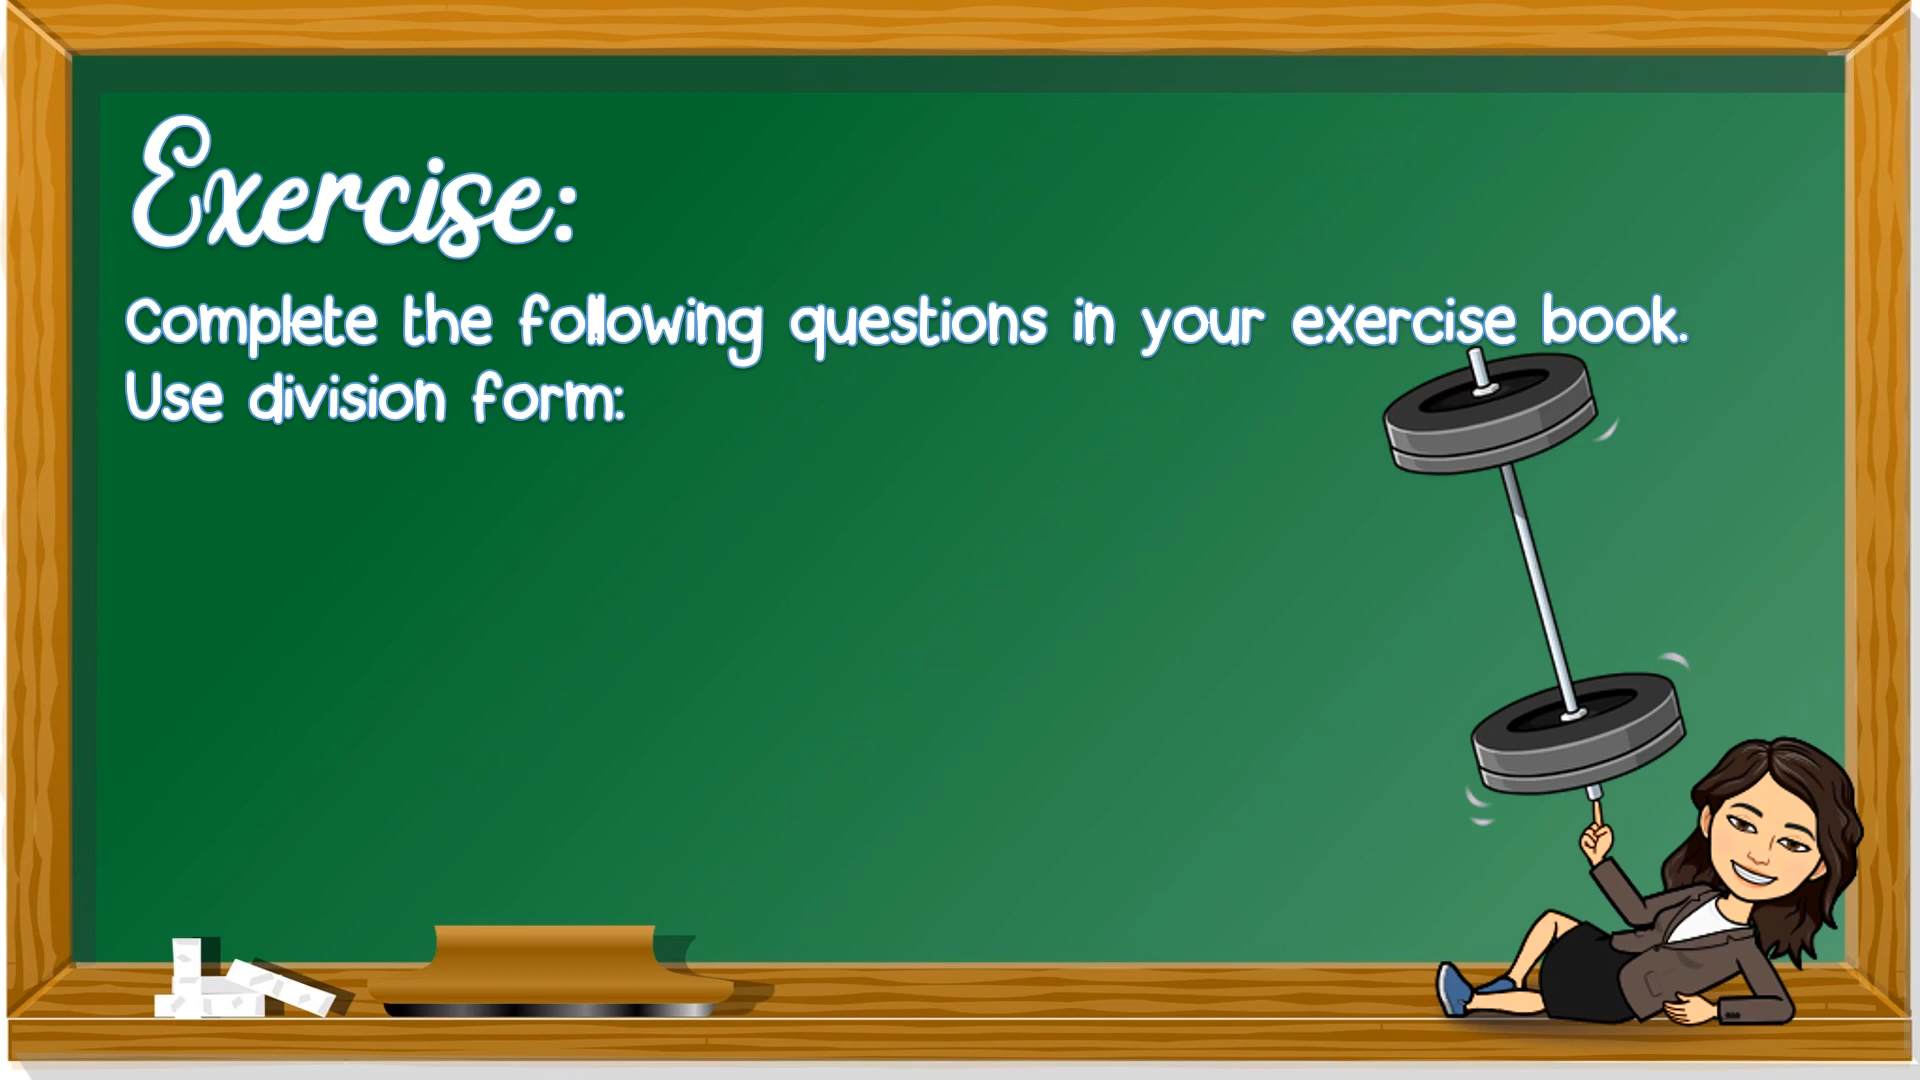 Exercise:
Complete the following questions in your exercise book.
Use division form: